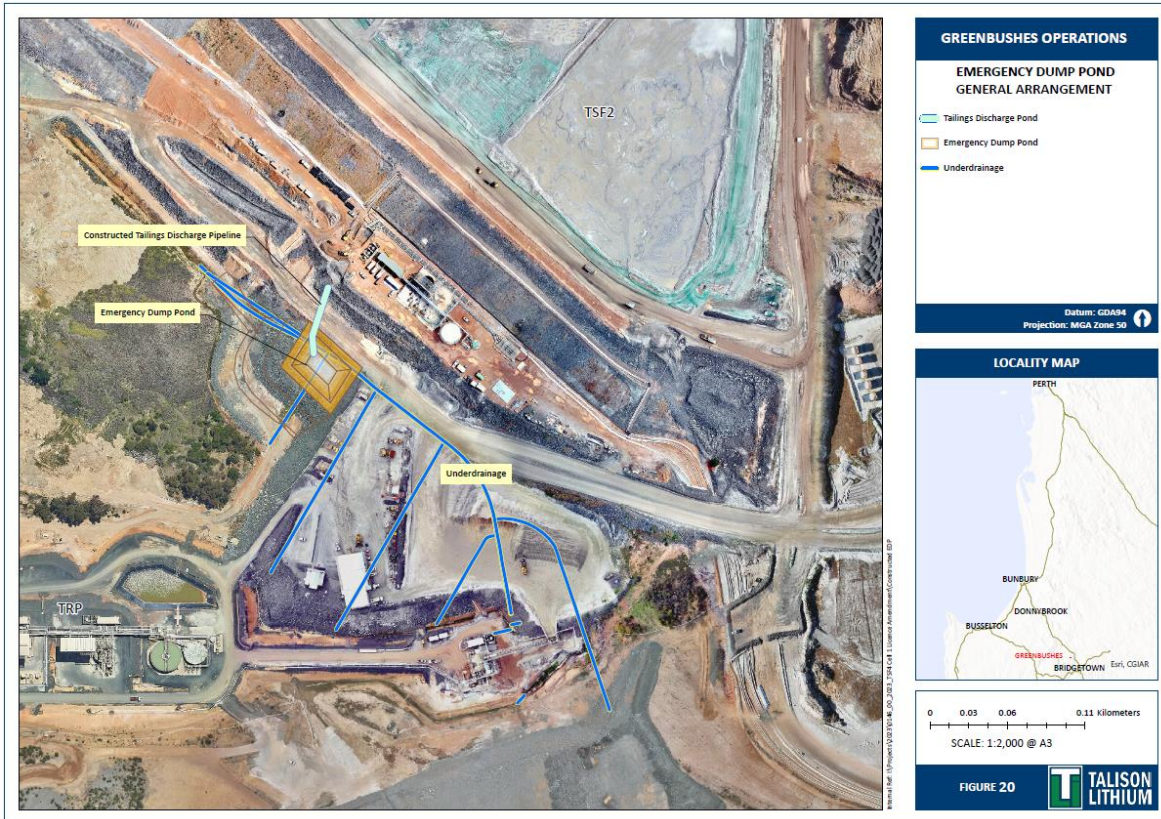 TSF2
Constructed Tailings Discharge Pipeline
Emergency Dump Pond
Underdrainage
TRP
GREENBUSHES OPERATIONS
EMERGENCY DUMP POND
GENERAL ARRANGEMENT
Tailings Discharge Pond
Emergency Dump Pond
Underdrainage
Datum: GDA94
Projection: MGA Zone 50
LOCALITY MAP
PERTH
BUNBURY
DONNYBROOK
BUSSELTON
GREENBUSHES
BRIDGETOWN
Esri, CGIAR
0 0.03 0.06 0.11 Kilometers
SCALE: 1:2,000 @ A3
FIGURE 20
TALISON
LITHIUM